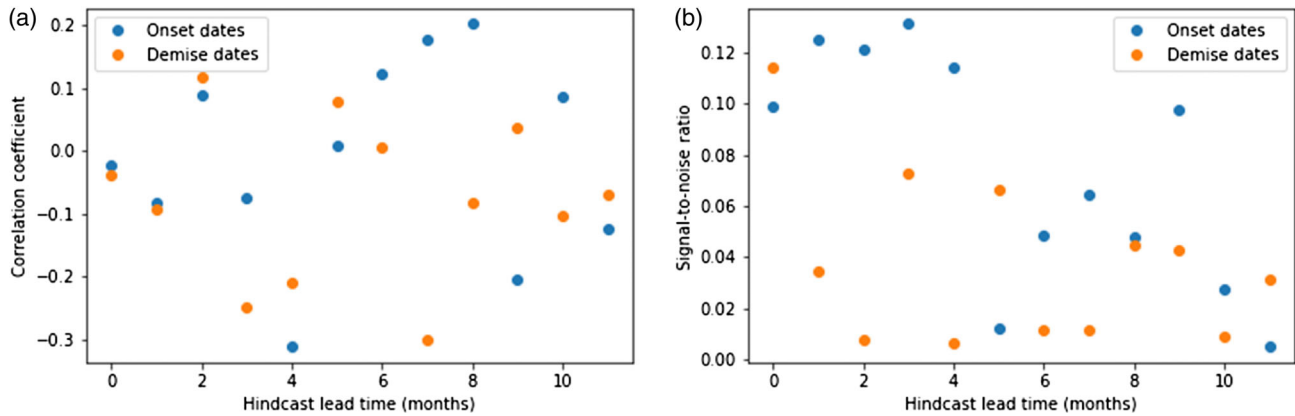 (a)
Onset dates
Demise dates
0.2
0.1
0.0
−0.1
−0.2
−0.3
Correlation coefficient
0 2 4 6 8 10
Hindcast lead time (months)
(b)
Onset dates
Demise dates
0.12
0.10
0.08
0.06
0.04
0.02
0.00
Signal-to-noise ratio
0 2 4 6 8 10
Hindcast lead time (months)